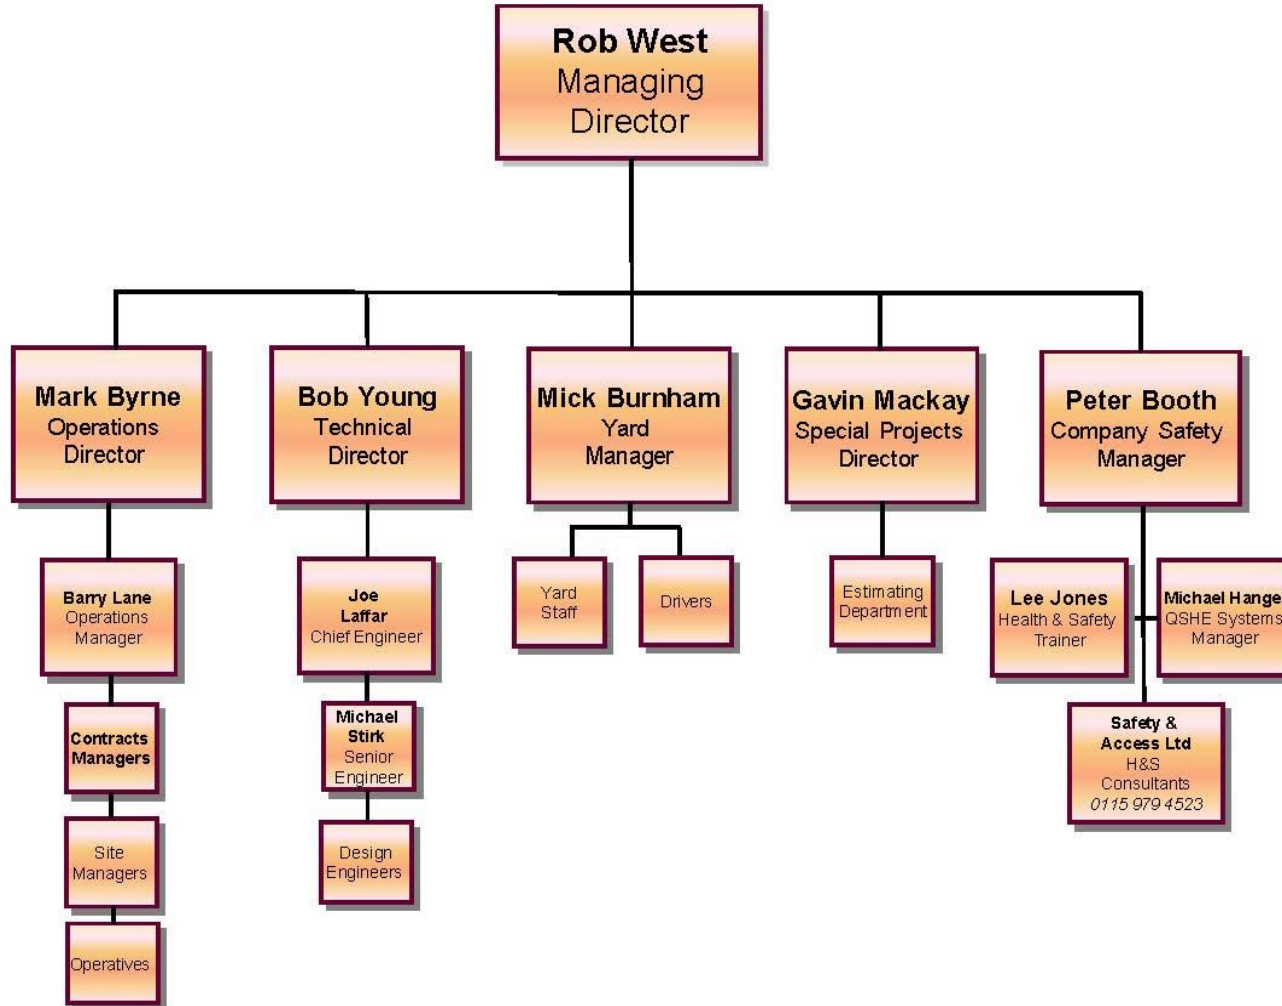 Rob West
Managing
Director
Mark Byrne
Operations
Director
Bob Young
Technical
Director
Mick Burnham
Yard
Manager
Gavin Mackay
Special Projects
Director
Peter Booth
Company Safety
Manager
Barry Lane
Operations
Manager
Joe
Laffar
Chief Engineer
Yard
Staff
Drivers
Estimating
Department
Lee Jones
Health & Safety
Trainer
Michael Hange
QSHE Systems
Manager
Contracts
Managers
Michael
Stirk
Senior
Engineer
Safety &
Access Ltd
H&S
Consultants
0115 979 4523
Site
Managers
Design
Engineers
Operatives